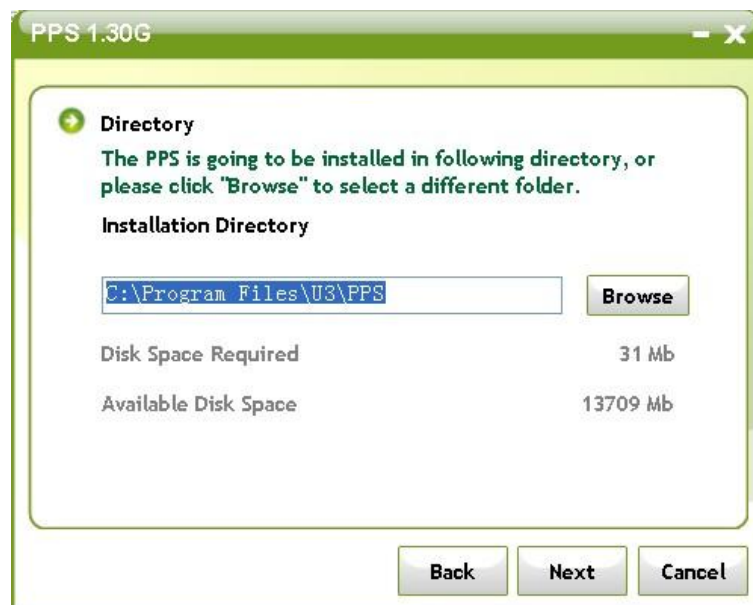 PPS 1.30G
Directory
The PPS is going to be installed in following directory, or
please click "Browse" to select a different folder.
Installation Directory
C:\Program Files\U3\PPS
Browse
Disk Space Required 31 Mb
Available Disk Space 13709 Mb
Back Next Cancel